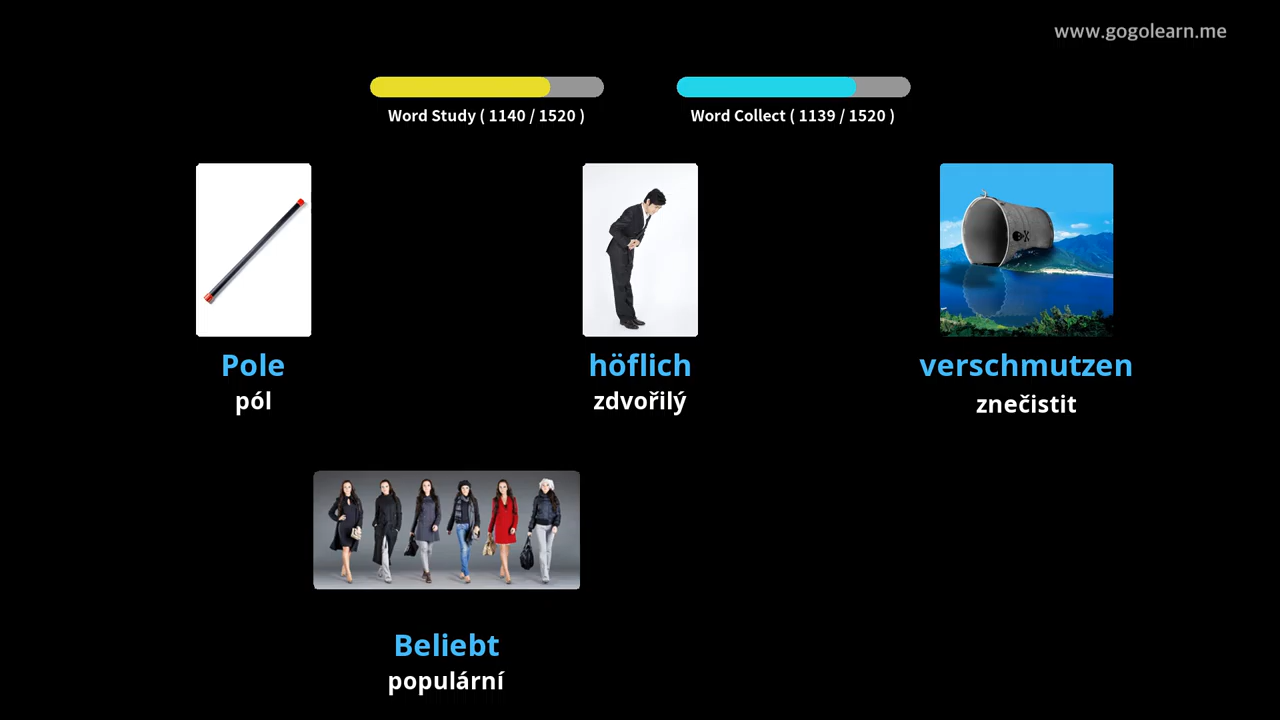 www.gogolearn.me
Word Study ( 1140 / 1520 )
Word Collect ( 1139 / 1520 )
Pole
pól
höflich
zdvořilý
verschmutzen
znečistit
Beliebt
populární